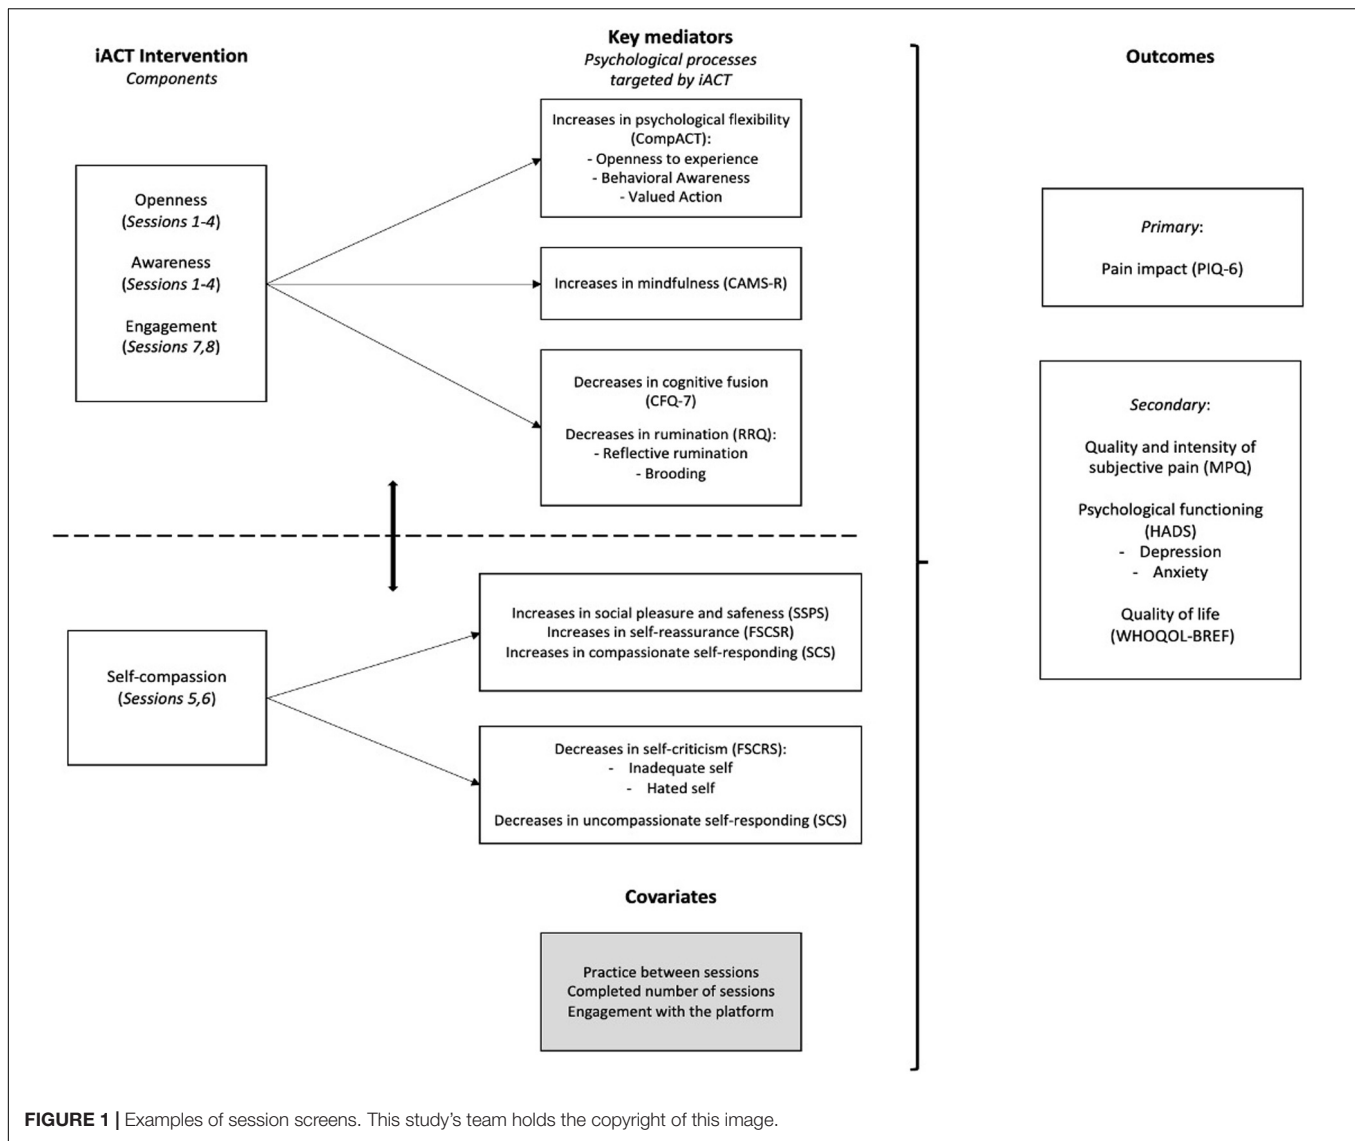 iACT Intervention
Components
Key mediators
Psychological processes
targeted by iACT
Outcomes
Openness
(Sessions 1-4)
Awareness
(Sessions 1-4)
Engagement
(Sessions 7,8)
Increases in psychological flexibility
(CompACT):
- Openness to experience
- Behavioral Awareness
- Valued Action
Increases in mindfulness (CAMS-R)
Decreases in cognitive fusion
(CFQ-7)
Decreases in rumination (RRQ):
- Reflective rumination
- Brooding
Primary:
Pain impact (PIQ-6)
Secondary:
Quality and intensity of
subjective pain (MPQ)
Psychological functioning
(HADS)
- Depression
- Anxiety
Quality of life
(WHOQOL-BREF)
Self-compassion
(Sessions 5,6)
Increases in social pleasure and safeness (SSPS)
Increases in self-reassurance (FSCSR)
Increases in compassionate self-responding (SCS)
Decreases in self-criticism (FSCRS):
- Inadequate self
- Hated self
Decreases in uncompassionate self-responding (SCS)
Covariates
Practice between sessions
Completed number of sessions
Engagement with the platform
FIGURE 1 | Examples of session screens. This study's team holds the copyright of this image.